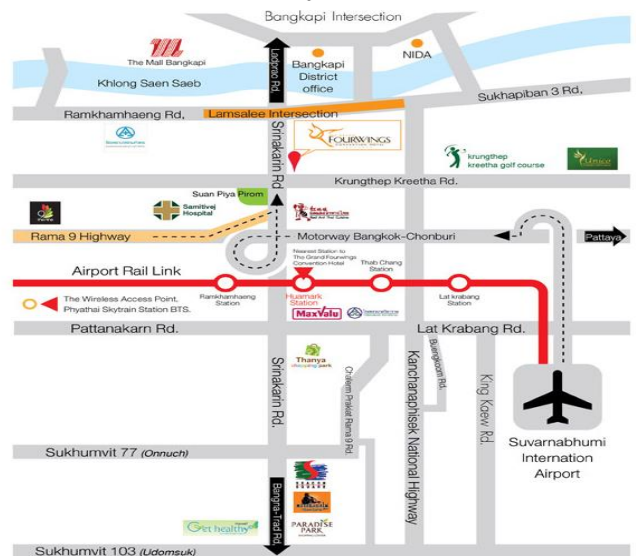 Bangkapi Intersection
The Mall Bangkapi
Ladprao Rd.
Bangkapi
District
office
NIDA
Khlong Saen Saeb
Sukhapiban 3 Rd,
Ramkhamhaeng Rd,
Lamsalee Intersection
Srinakarin Rd
FOURWINGS
krungthep
kreetha golf course
Unico
Krungthep Kreetha Rd.
Suan Piya Pirom
Samitivej
Hospital
Rama 9 Highway
Motorway Bangkok-Chonburi
Pattaya
Nearest Station to
The Grand Fourwings
Convention Hotel
Thab Chang
Station
Airport Rail Link
Ramkhamhaeng
Station
Huamark
Station
Lat krabang
Station
The Wireless Access Point,
Phyathai Skytrain Station BTS.
MaxValu
Pattanakarn Rd.
Lat Krabang Rd.
Thanya
shopping park
Srinakarin Rd.
Chalerm Prakiat Rama 9 Rd.
Kanchanaphisek National Highway
Buengkoom Rd.
King Kaew Rd.
Suvarnabhumi
Internation
Airport
Sukhumvit 77 (Onnuch)
Bangna-Trad Rd,
Get healthy
PARADISE
PARK
Sukhumvit 103 (Udomsuk)